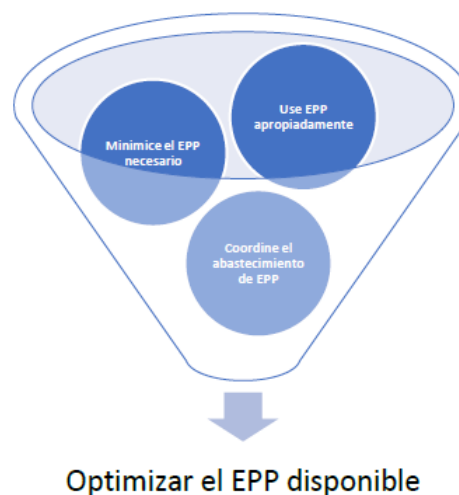 Use EPP
apropiadamente
Minimice el EPP
necesario
Coordine el
abastecimiento
de EPP
Optimizar el EPP disponible